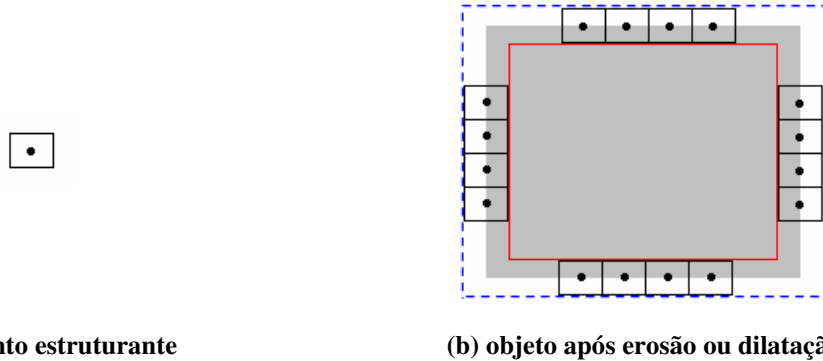 nto estruturante
(b) objeto após erosão ou dilataçã